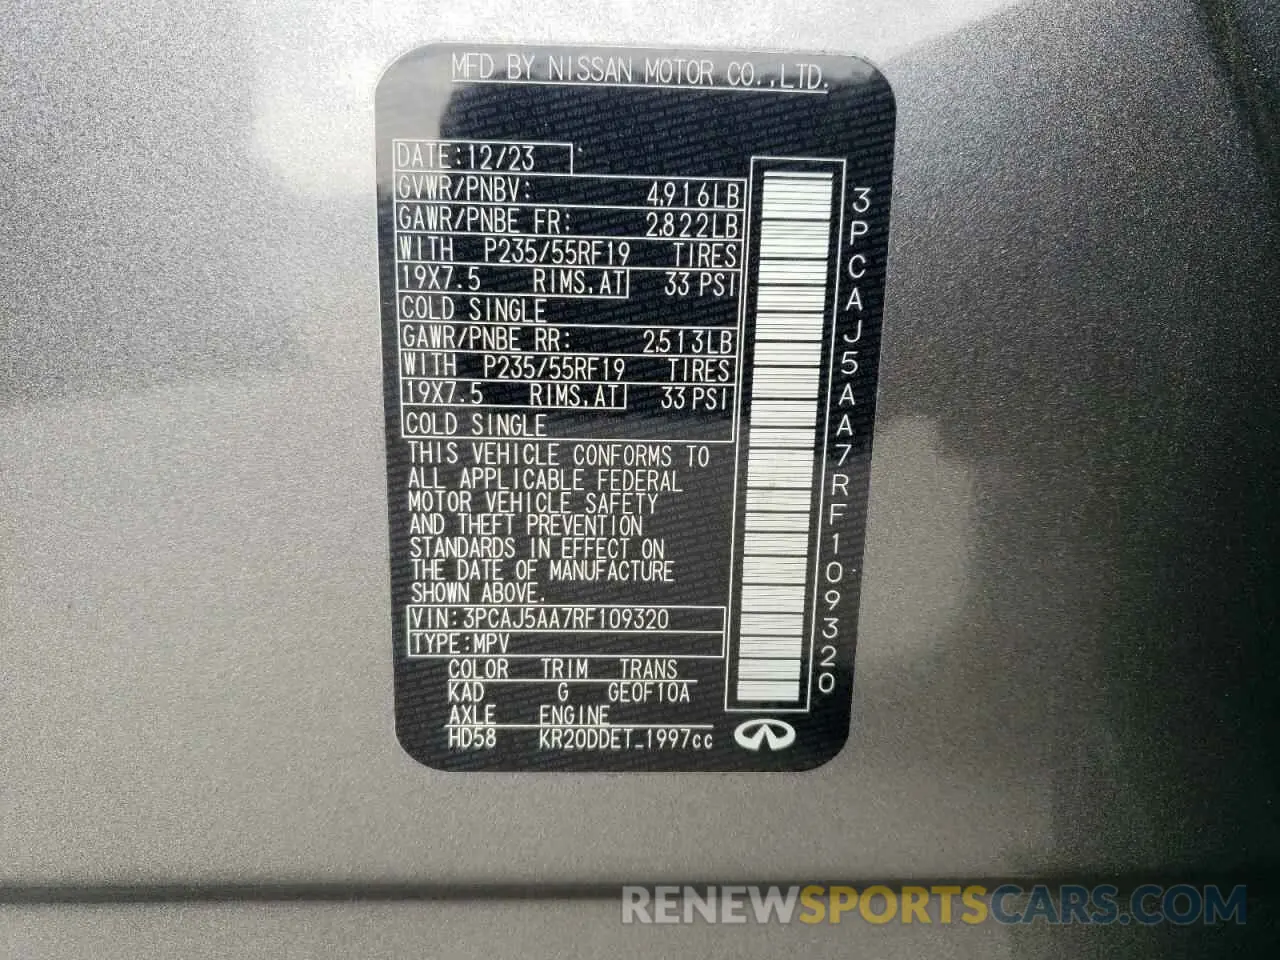 MFD BY NISSAN MOTOR CO.,LTD.
DATE:12/23
GVWR/PNBV: 4,916LB
GAWR/PNBE FR: 2,822LB
WITH P235/55RF19 TIRES
19X7.5 RIMS,AT 33 PSI
COLD SINGLE
GAWR/PNBE RR: 2,513LB
WITH P235/55RF19 TIRES
19X7.5 RIMS,AT 33 PSI
COLD SINGLE
THIS VEHICLE CONFORMS TO
ALL APPLICABLE FEDERAL
MOTOR VEHICLE SAFETY
AND THEFT PREVENTION
STANDARDS IN EFFECT ON
THE DATE OF MANUFACTURE
SHOWN ABOVE.
VIN:3PCAJ5AA7RF109320
TYPE:MPV
COLOR TRIM TRANS
KAD G GE0F10A
AXLE ENGINE
HD58 KR20DDET_1997cc
3PCAJ5AA7RF109320
RENEWSPORTSCARS.COM